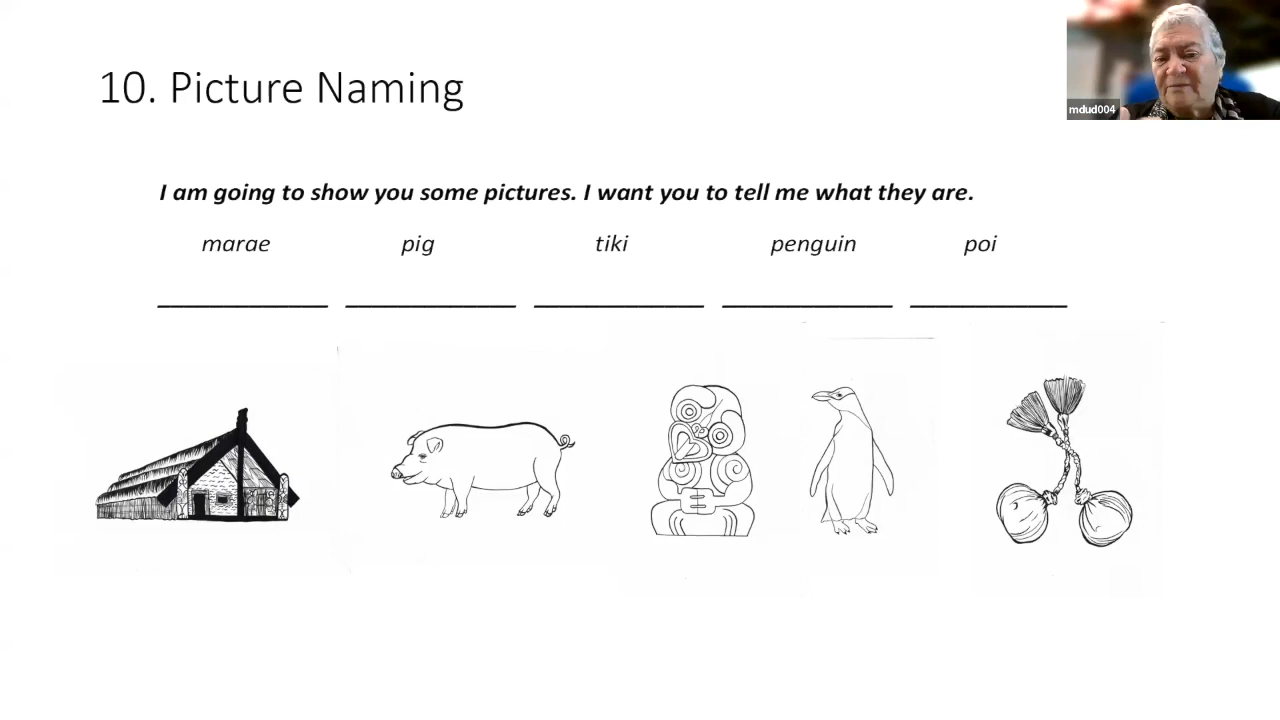 10. Picture Naming
mdud004
I am going to show you some pictures. I want you to tell me what they are.
marae pig tiki penguin poi